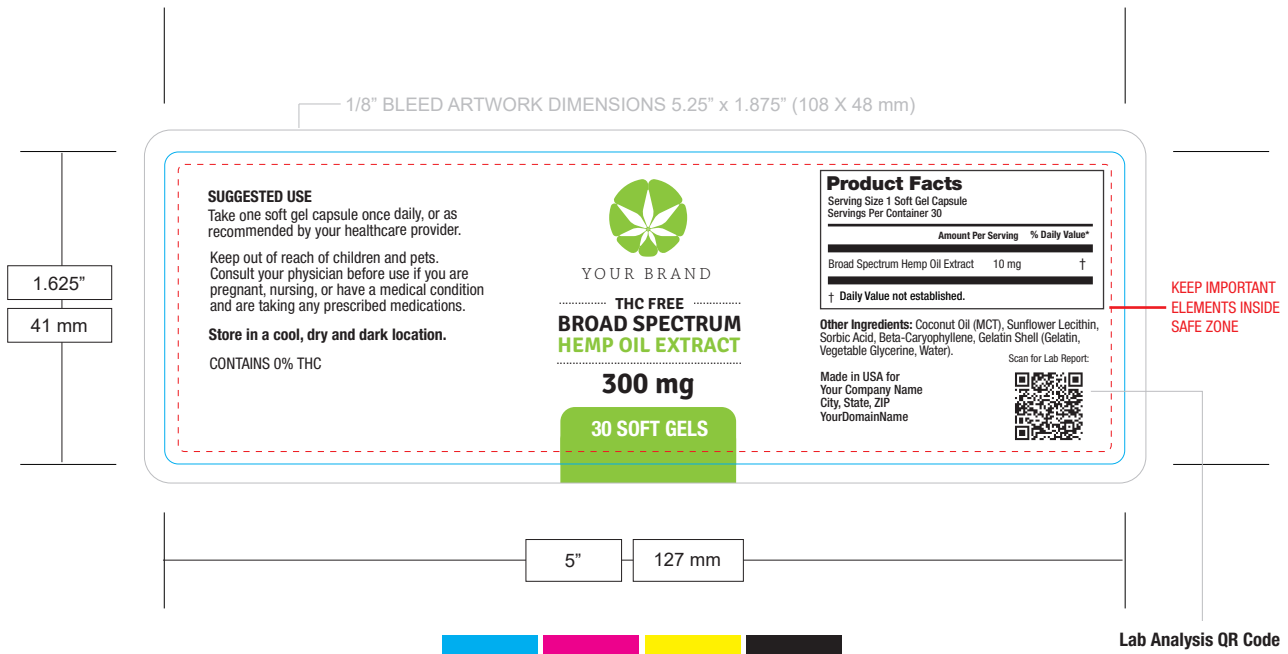 1/8” BLEED ARTWORK DIMENSIONS 5.25” x 1.875” (108 X 48 mm)
1.625”
41 mm
SUGGESTED USE
Take one soft gel capsule once daily, or as
recommended by your healthcare provider.
Keep out of reach of children and pets.
Consult your physician before use if you are
pregnant, nursing, or have a medical condition
and are taking any prescribed medications.
Store in a cool, dry and dark location.
CONTAINS 0% THC
YOUR BRAND
THC FREE
BROAD SPECTRUM
HEMP OIL EXTRACT
300 mg
30 SOFT GELS
Product Facts
Serving Size 1 Soft Gel Capsule
Servings Per Container 30
Amount Per Serving % Daily Value*
Broad Spectrum Hemp Oil Extract 10 mg †
† Daily Value not established.
Other Ingredients: Coconut Oil (MCT), Sunflower Lecithin,
Sorbic Acid, Beta-Caryophyllene, Gelatin Shell (Gelatin,
Vegetable Glycerine, Water).
Scan for Lab Report:
Made in USA for
Your Company Name
City, State, ZIP
YourDomainName
KEEP IMPORTANT
ELEMENTS INSIDE
SAFE ZONE
5”
127 mm
Lab Analysis QR Code